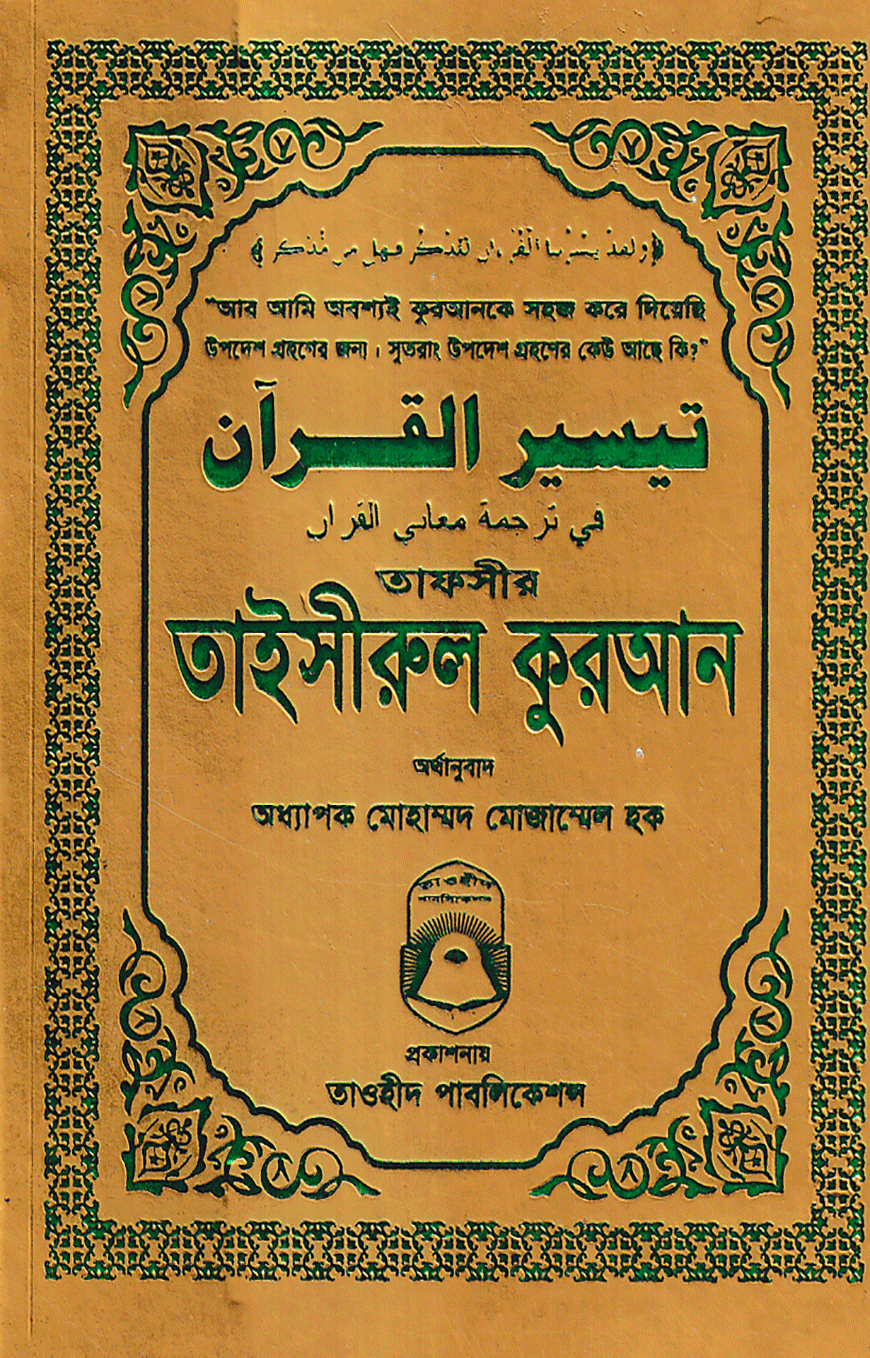 ﴿ولقد يسرنا القرءان للذكر فهل من مدكر﴾
"আর আমি অবশ্যই কুরআনকে সহজ করে দিয়েছি
উপদেশ গ্রহণের জন্য। সুতরাং উপদেশ গ্রহণের কেউ আছে কি?"
تيسير القرآن
في ترجمة معاني القرآن
তাফসীর
তাইসীরুল কুরআন
অর্থানুবাদ
অধ্যাপক মোহাম্মদ মোজাম্মেল হক
তাওহীদ
পাবলিকেশন্স
প্রকাশনায়
তাওহীদ পাবলিকেশন্স